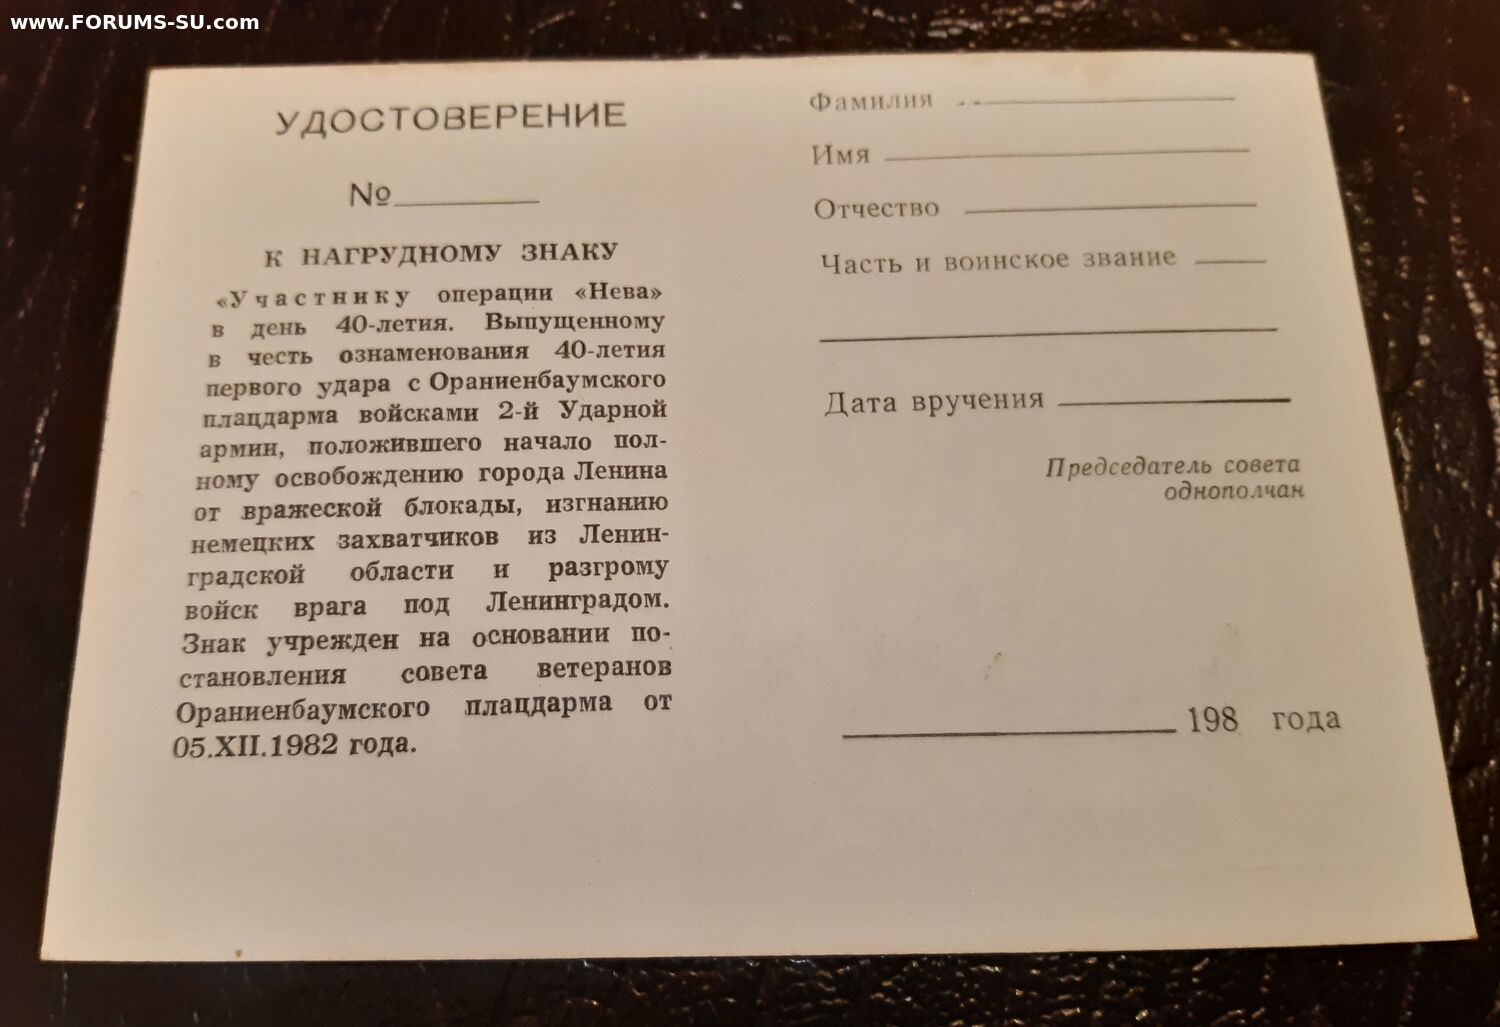 www.FORUMS-SU.com
УДОСТОВЕРЕНИЕ
№
К НАГРУДНОМУ ЗНАКУ
«Участнику операции «Нева»
в день 40-летия. Выпущенному
в честь ознаменования 40-летия
первого удара с Ораниенбаумского
плацдарма войсками 2-й Ударной
армии, положившего начало пол-
ному освобождению города Ленина
от вражеской блокады, изгнанию
немецких захватчиков из Ленин-
градской области и разгрому
войск врага под Ленинградом.
Знак учрежден на основании по-
становления совета ветеранов
Ораниенбаумского плацдарма от
05.XII.1982 года.
Фамилия
Имя
Отчество
Часть и воинское звание
Дата вручения
Председатель совета
однополчан
198 года